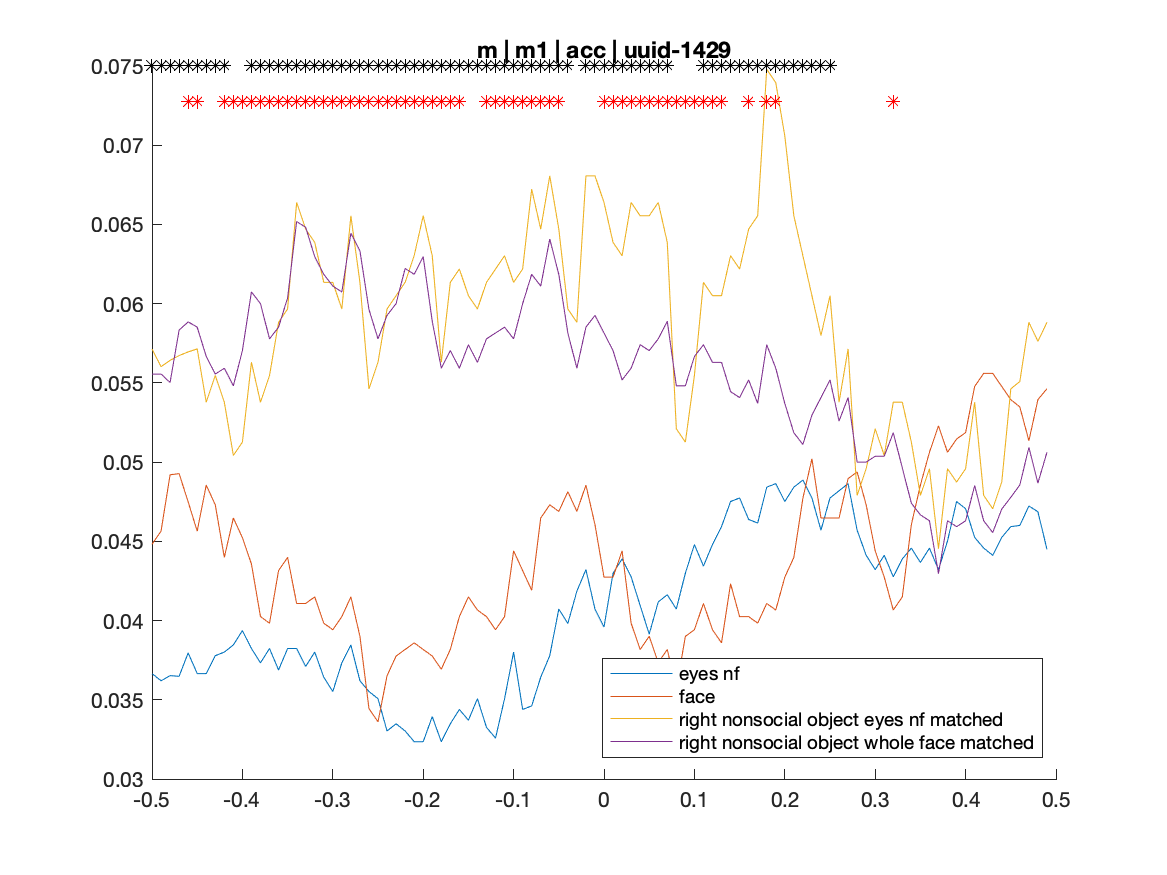 m | m1 | acc | uuid-1429
0.075
0.07
0.065
0.06
0.055
0.05
0.045
0.04
0.035
0.03
-0.5 -0.4 -0.3 -0.2 -0.1 0 0.1 0.2 0.3 0.4 0.5
eyes nf
face
right nonsocial object eyes nf matched
right nonsocial object whole face matched